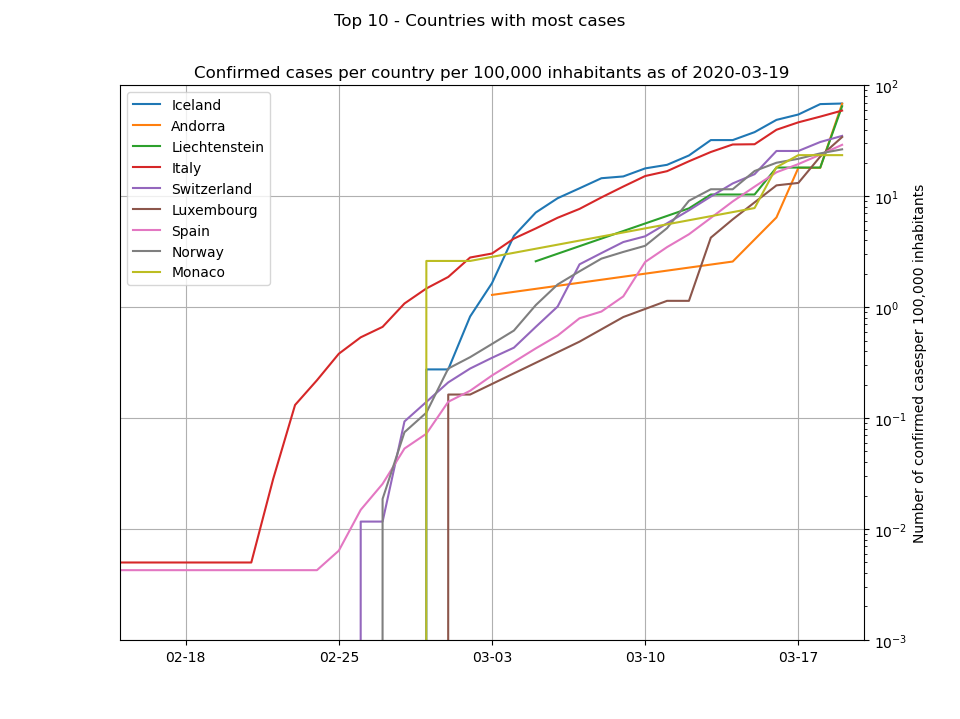 Top 10 - Countries with most cases
Confirmed cases per country per 100,000 inhabitants as of 2020-03-19
Iceland
Andorra
Liechtenstein
Italy
Switzerland
Luxembourg
Spain
Norway
Monaco
10²
10¹
10⁰
10⁻¹
10⁻²
10⁻³
Number of confirmed casesper 100,000 inhabitants
02-18
02-25
03-03
03-10
03-17